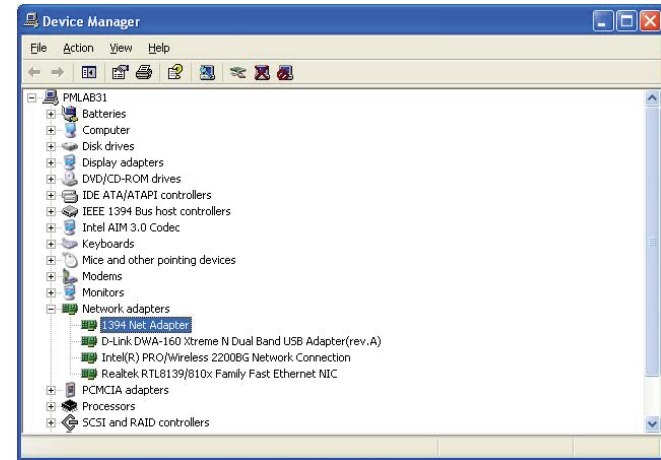 Device Manager
File Action View Help
PMLAB31
Batteries
Computer
Disk drives
Display adapters
DVD/CD-ROM drives
IDE ATA/ATAPI controllers
IEEE 1394 Bus host controllers
Intel AIM 3.0 Codec
Keyboards
Mice and other pointing devices
Modems
Monitors
Network adapters
1394 Net Adapter
D-Link DWA-160 Xtreme N Dual Band USB Adapter(rev.A)
Intel(R) PRO/Wireless 2200BG Network Connection
Realtek RTL8139/810x Family Fast Ethernet NIC
PCMCIA adapters
Processors
SCSI and RAID controllers